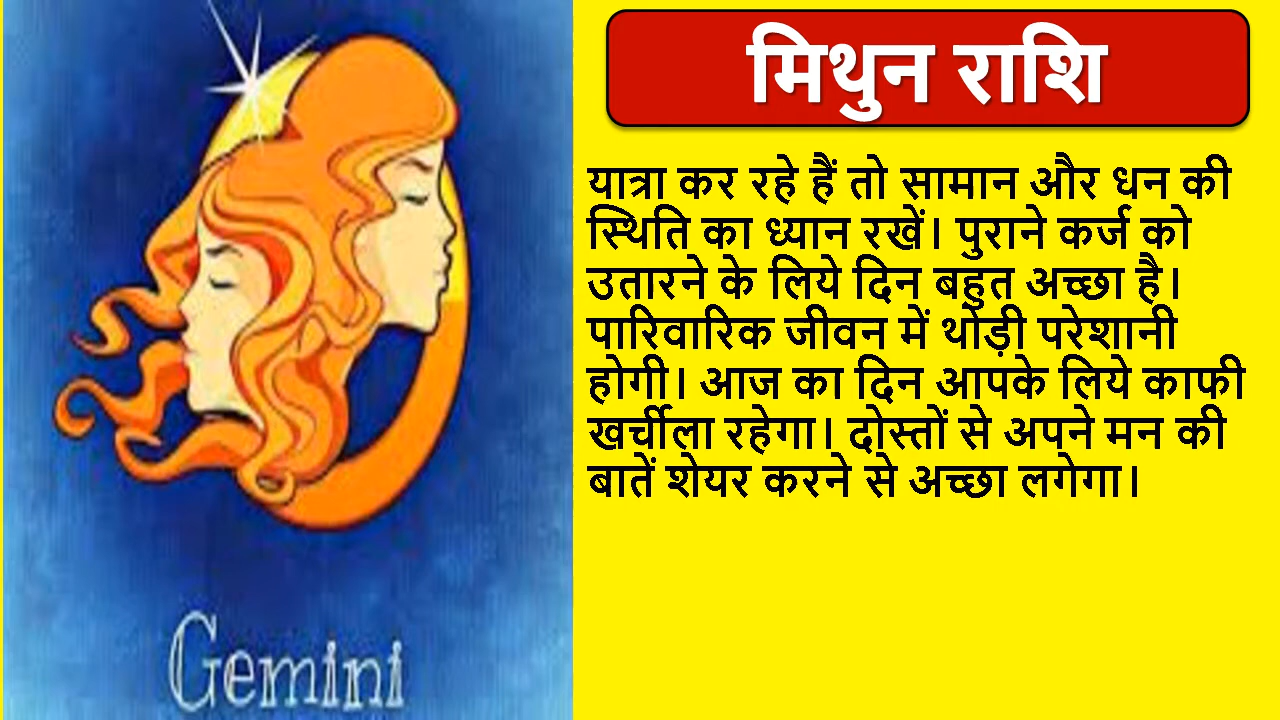 मिथुन राशि
यात्रा कर रहे हैं तो सामान और धन की
स्थिति का ध्यान रखें। पुराने कर्ज को
उतारने के लिये दिन बहुत अच्छा है।
पारिवारिक जीवन में थोड़ी परेशानी
होगी। आज का दिन आपके लिये काफी
खर्चीला रहेगा। दोस्तों से अपने मन की
बातें शेयर करने से अच्छा लगेगा।
Gemini